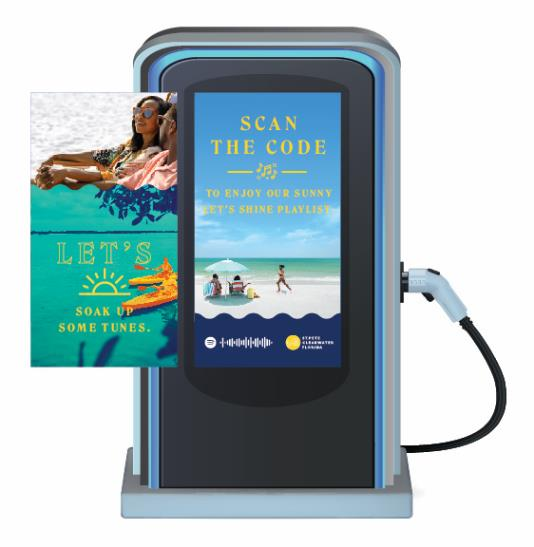 LET'S
SOAK UP
SOME TUNES.
SCAN
THE CODE
TO ENJOY OUR SUNNY
LET'S SHINE PLAYLIST
ST.PETE
CLEARWATER
FLORIDA